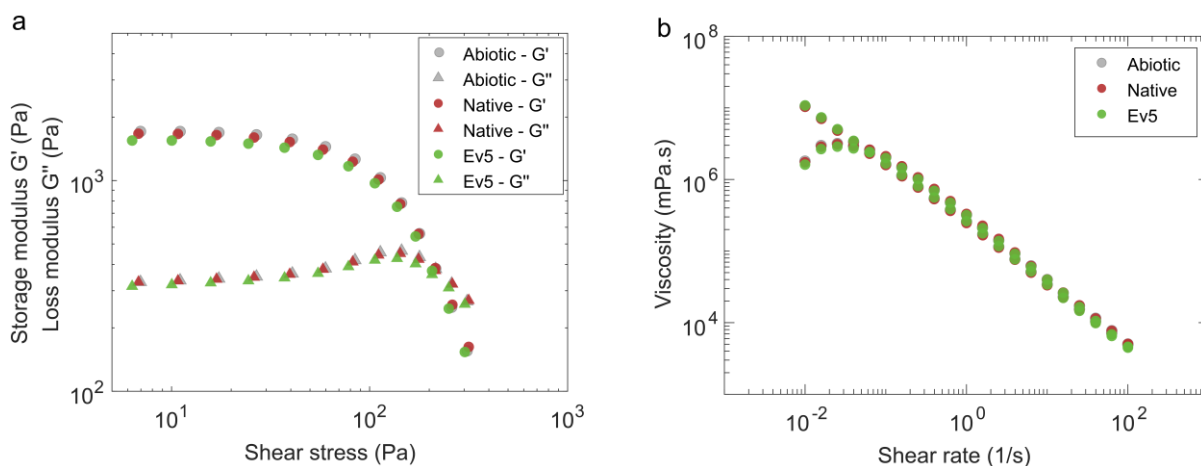 a
Storage modulus G' (Pa)
Loss modulus G" (Pa)
10³
10²
10¹
10²
10³
Shear stress (Pa)
Abiotic - G'
Abiotic - G"
Native - G'
Native - G"
Ev5 - G'
Ev5 - G"
b
Viscosity (mPa.s)
10⁸
10⁶
10⁴
10⁻²
10⁰
10²
Shear rate (1/s)
Abiotic
Native
Ev5